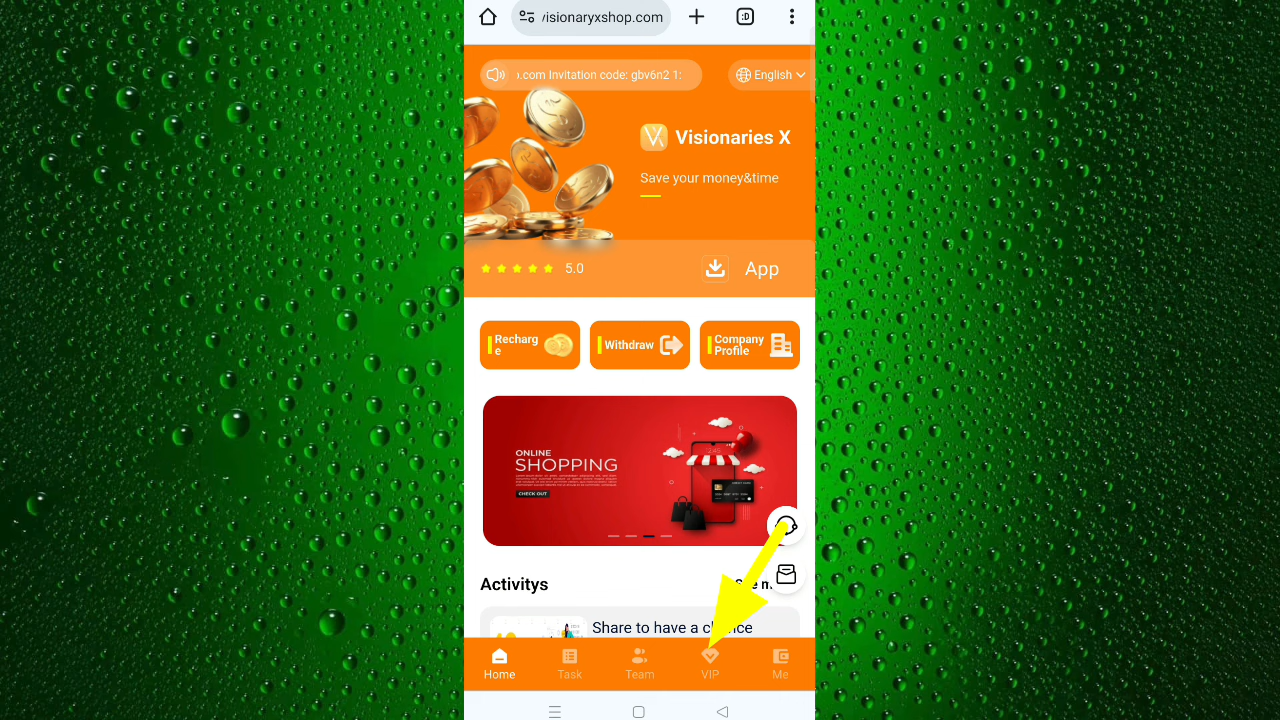 /isionaryxshop.com
:D
.com Invitation code: gbv6n2 1:
English
Visionaries X
Save your money&time
5.0
App
Recharg
e
Withdraw
Company
Profile
ONLINE
SHOPPING
CHECK OUT
Activitys
Share to have a chance
Home
Task
Team
VIP
Me